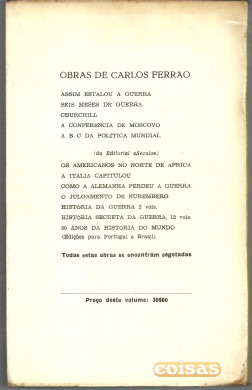 OBRAS DE CARLOS FERRÃO
ASSIM ESTALOU A GUERRA
SEIS MESES DE GUERRA
CHURCHILL
A CONFERÊNCIA DE MOSCOVO
A B C DA POLÍTICA MUNDIAL
(da Editorial «Século»)
OS AMERICANOS NO NORTE DE ÁFRICA
A ITÁLIA CAPITULOU
COMO A ALEMANHA PERDEU A GUERRA
O JULGAMENTO DE NUREMBERG
HISTÓRIA DA GUERRA 2 vols.
HISTÓRIA SECRETA DA GUERRA, 12 vols.
30 ANOS DA HISTÓRIA DO MUNDO
(Edições para Portugal e Brasil)
Todas estas obras se encontram esgotadas
Preço deste volume: 30$00
coisas